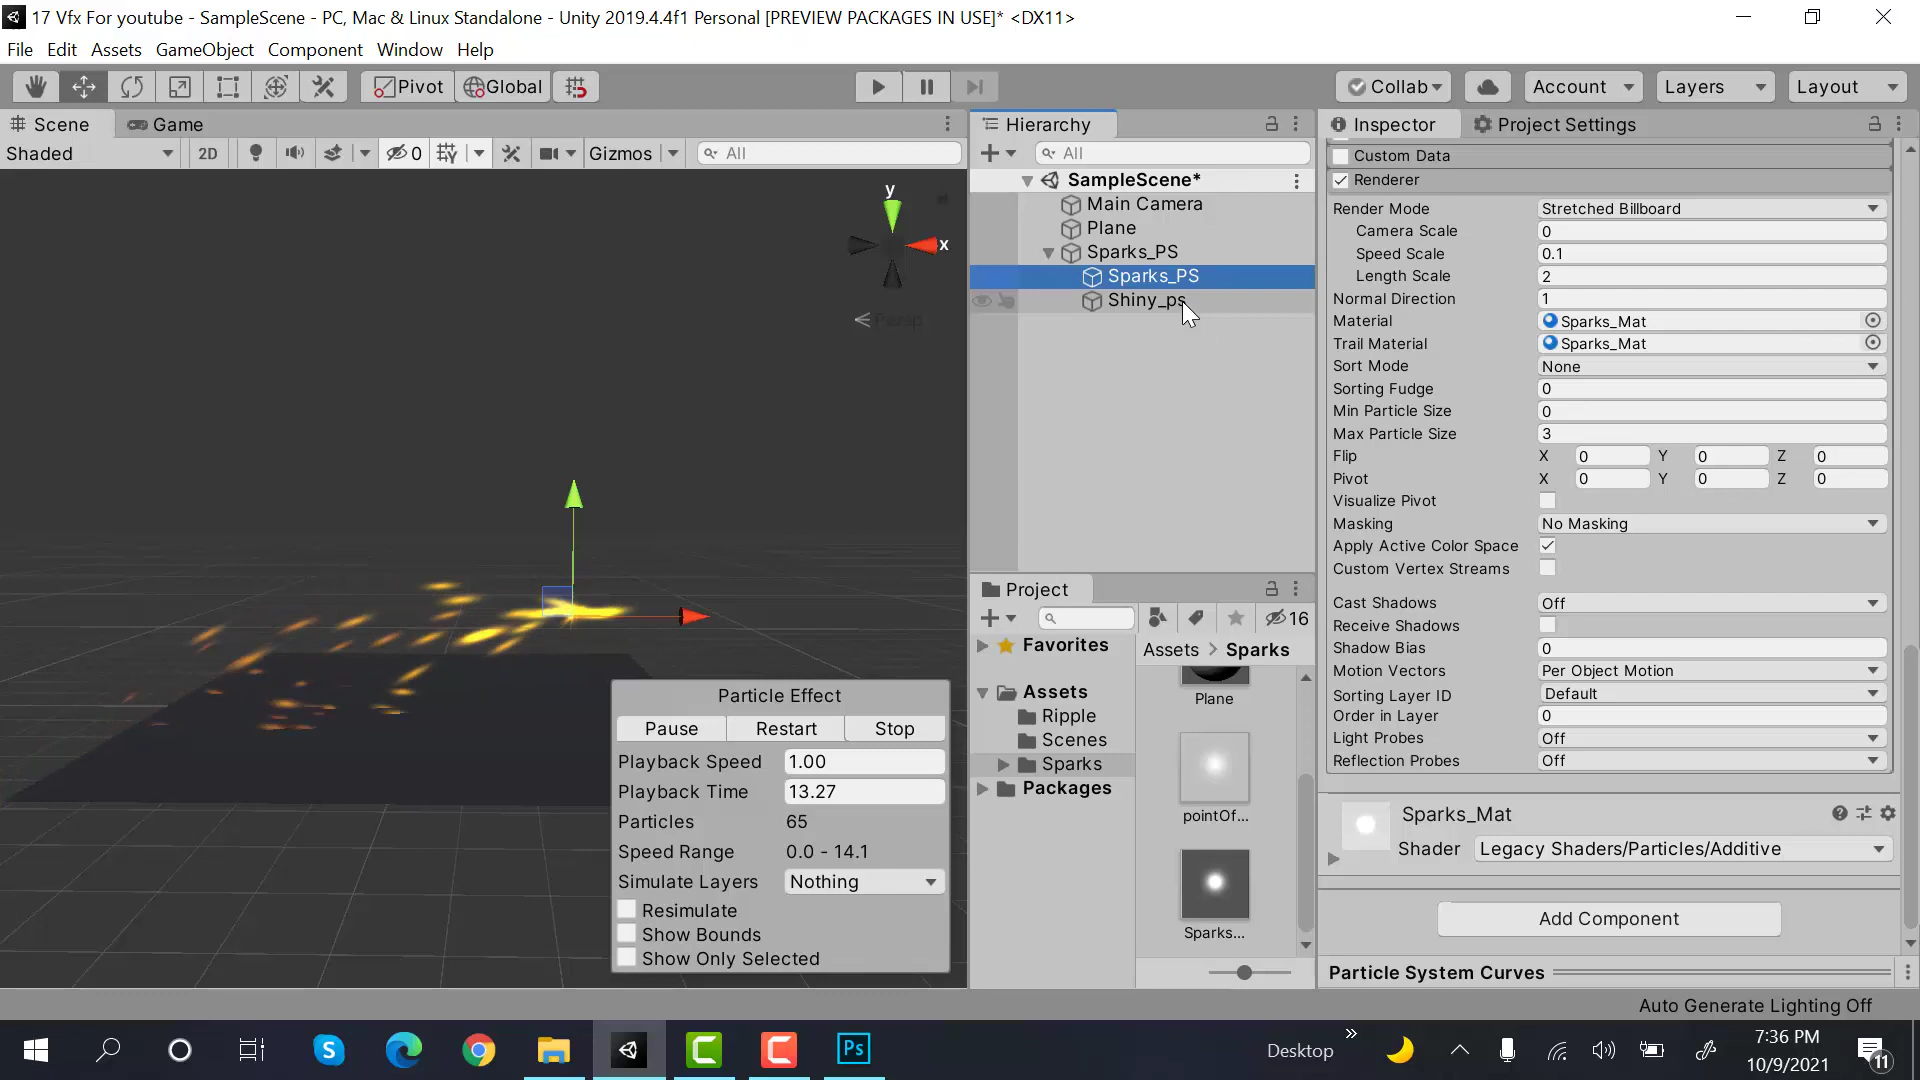 17 Vfx For youtube - SampleScene - PC, Mac & Linux Standalone - Unity 2019.4.4f1 Personal [PREVIEW PACKAGES IN USE]* <DX11>
File Edit Assets GameObject Component Window Help
Pivot Global Collab Account Layers Layout
Scene Game
Shaded 2D 0 Gizmos All
y
x
Persp
Particle Effect
Pause Restart Stop
Playback Speed 1.00
Playback Time 13.27
Particles 65
Speed Range 0.0 - 14.1
Simulate Layers Nothing
Resimulate
Show Bounds
Show Only Selected
Hierarchy
All
SampleScene*
Main Camera
Plane
Sparks_PS
Sparks_PS
Shiny_ps
Project
16
Favorites
Assets
Ripple
Scenes
Sparks
Packages
Assets > Sparks
Plane
pointOf...
Sparks...
Inspector Project Settings
Custom Data
Renderer
Render Mode Stretched Billboard
Camera Scale 0
Speed Scale 0.1
Length Scale 2
Normal Direction 1
Material Sparks_Mat
Trail Material Sparks_Mat
Sort Mode None
Sorting Fudge 0
Min Particle Size 0
Max Particle Size 3
Flip X 0 Y 0 Z 0
Pivot X 0 Y 0 Z 0
Visualize Pivot
Masking No Masking
Apply Active Color Space
Custom Vertex Streams
Cast Shadows Off
Receive Shadows
Shadow Bias 0
Motion Vectors Per Object Motion
Sorting Layer ID Default
Order in Layer 0
Light Probes Off
Reflection Probes Off
Sparks_Mat
Shader Legacy Shaders/Particles/Additive
Add Component
Particle System Curves
Auto Generate Lighting Off
Ps
Desktop
7:36 PM
10/9/2021
11